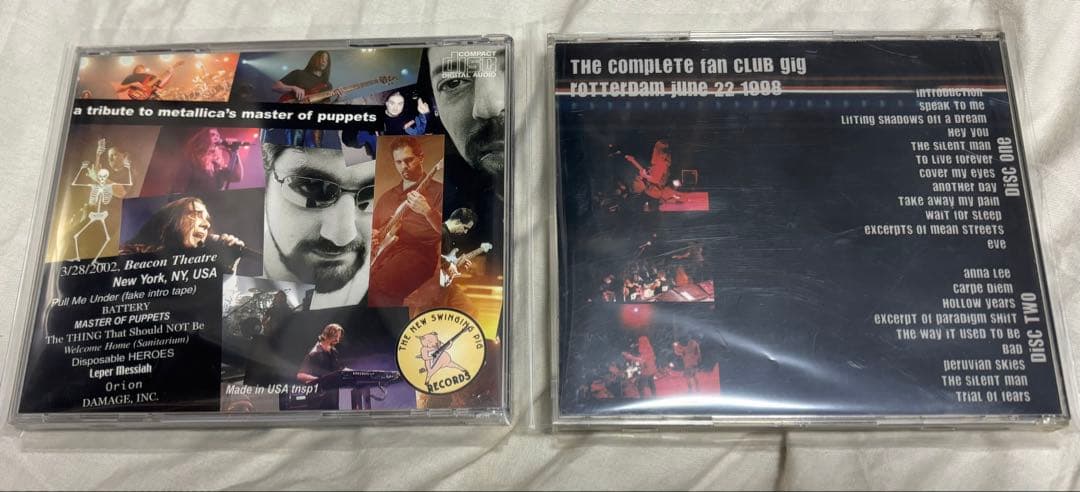 COMPACT
disc
DIGITAL AUDIO
a tribute to metallica's master of puppets
3/28/2002, Beacon Theatre
New York, NY, USA
Pull Me Under (fake intro tape)
BATTERY
MASTER OF PUPPETS
The THING That Should NOT Be
Welcome Home (Sanitarium)
Disposable HEROES
Leper Messiah
Orion
DAMAGE, INC.
Made in USA tnsp1
THE NEW SWINGING PIG
RECORDS
THE COMPLETE fan CLUB gig
rotterdam june 22 1998
introduction
speak to me
Lifting shadows off a dream
Hey you
THE SILENT man
TO LIVE forever
cover my eyes
another Day
Take away my pain
wait for sleep
excerpts of mean streets
eve
DISC one
anna Lee
carpe Diem
Hollow years
excerpt of paradigm shift
THE way it used to be
Bad
peruvian skies
THE SILENT man
Trial of tears
DISC TWO